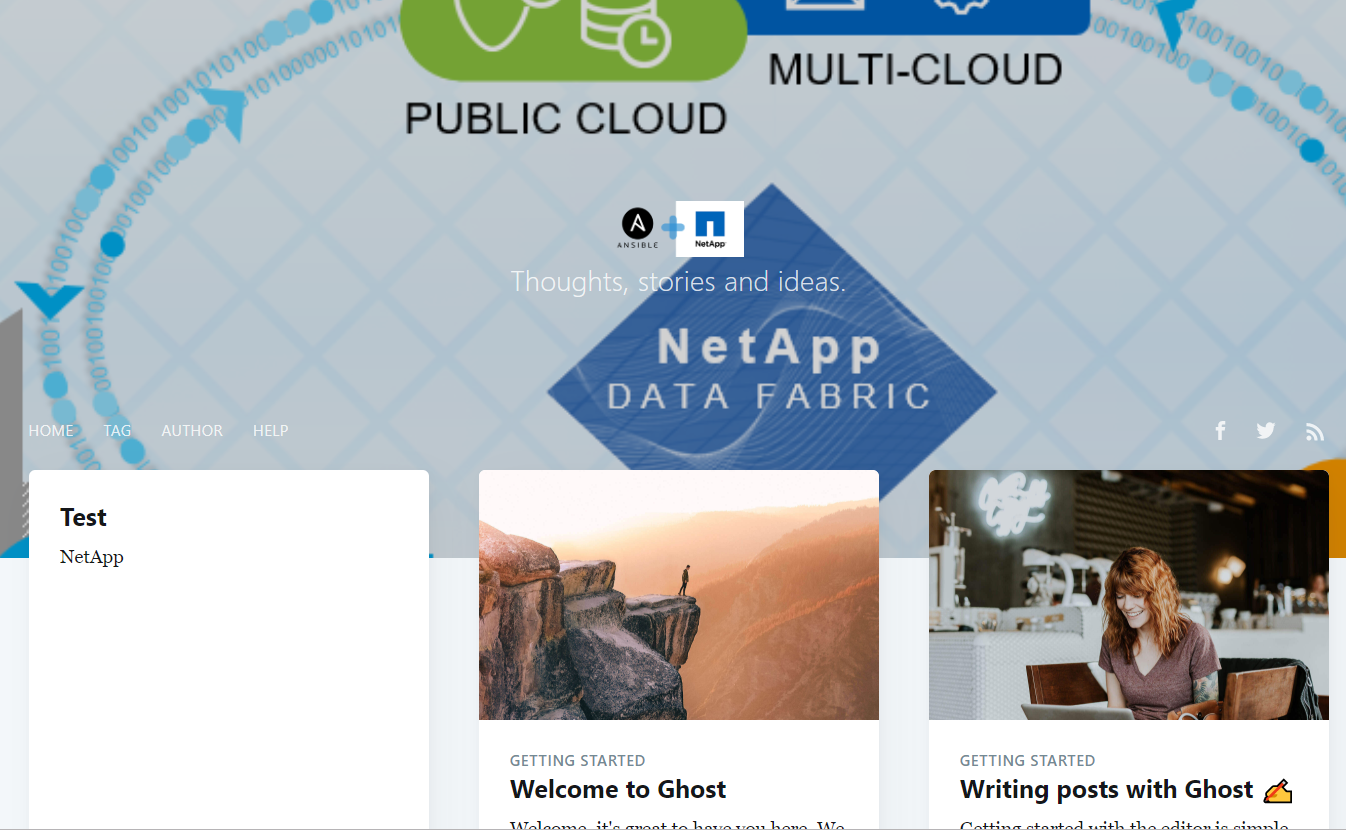 MULTI-CLOUD
PUBLIC CLOUD
ANSIBLE
NetApp
Thoughts, stories and ideas.
NetApp
DATA FABRIC
HOME TAG AUTHOR HELP
Test
NetApp
GETTING STARTED
Welcome to Ghost
Welcome, it's great to have you here. We
GETTING STARTED
Writing posts with Ghost ✍️
Getting started with the editor is simple,